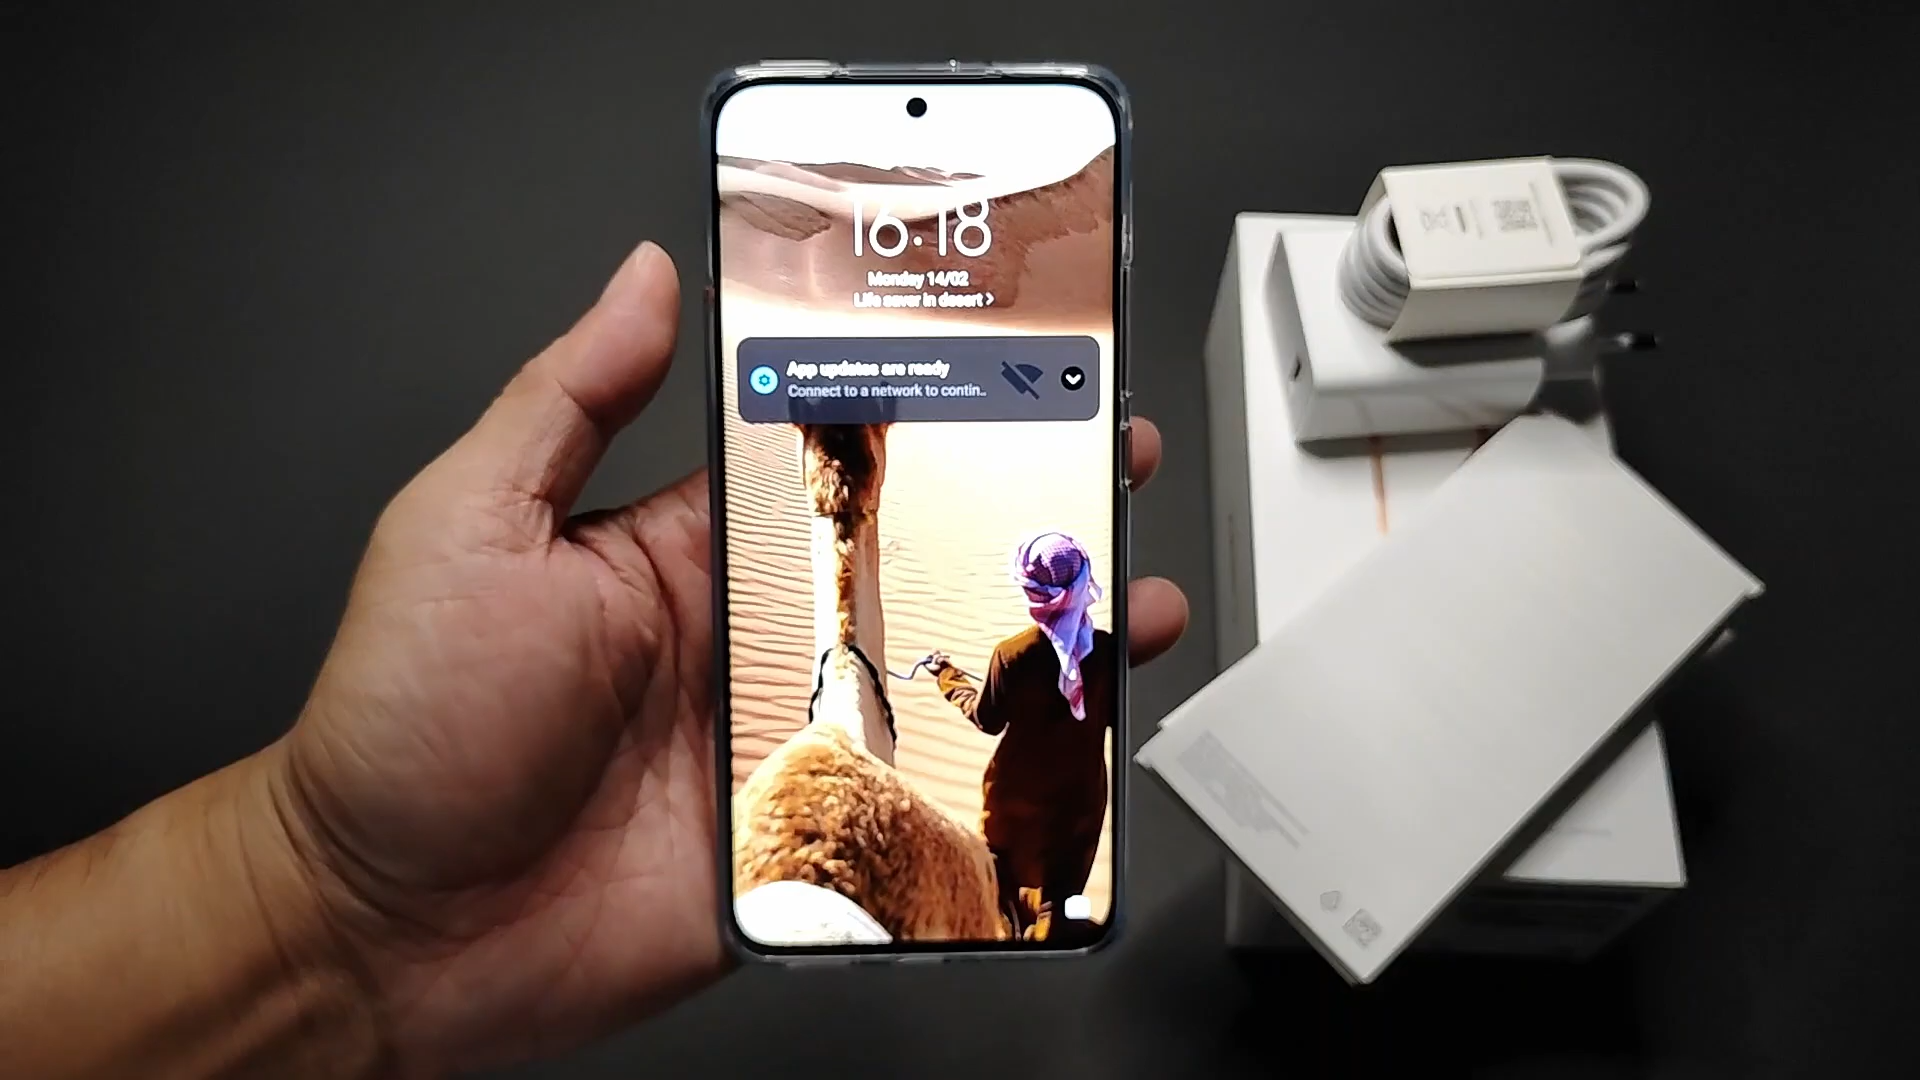 16:18
Monday 14/02
Life saver in desert >
App updates are ready
Connect to a network to contin..